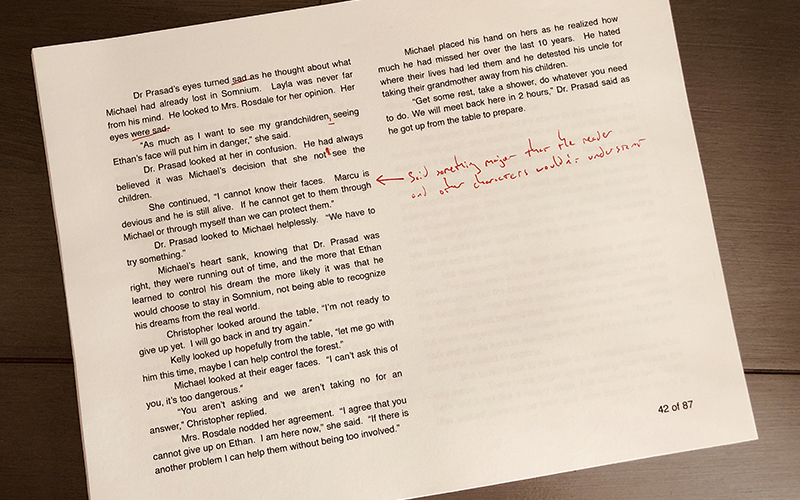 Dr Prasad's eyes turned sad as he thought about what
Michael had already lost in Somnium. Layla was never far
from his mind. He looked to Mrs. Rosdale for her opinion. Her
eyes were sad.
"As much as I want to see my grandchildren, seeing
Ethan's face will put him in danger," she said.
Dr. Prasad looked at her in confusion. He had always
believed it was Michael's decision that she not see the
children.
She continued, "I cannot know their faces. Marcu is
devious and he is still alive. If he cannot get to them through
Michael or through myself than we can protect them."
Dr. Prasad looked to Michael helplessly. "We have to
try something."
Michael's heart sank, knowing that Dr. Prasad was
right, they were running out of time, and the more that Ethan
learned to control his dream the more likely it was that he
would choose to stay in Somnium, not being able to recognize
his dreams from the real world.
Christopher looked around the table, "I'm not ready to
give up yet. I will go back in and try again."
Kelly looked up hopefully from the table, "let me go with
him this time, maybe I can help control the forest."
Michael looked at their eager faces. "I can't ask this of
you, it's too dangerous."
"You aren't asking and we aren't taking no for an
answer," Christopher replied.
Mrs. Rosdale nodded her agreement. "I agree that you
cannot give up on Ethan. I am here now," she said. "If there is
another problem I can help them without being too involved."
Michael placed his hand on hers as he realized how
much he had missed her over the last 10 years. He hated
where their lives had led them and he detested his uncle for
taking their grandmother away from his children.
"Get some rest, take a shower, do whatever you need
to do. We will meet back here in 2 hours," Dr. Prasad said as
he got up from the table to prepare.
Said something major that the reader
and other characters wouldn't understand
42 of 87